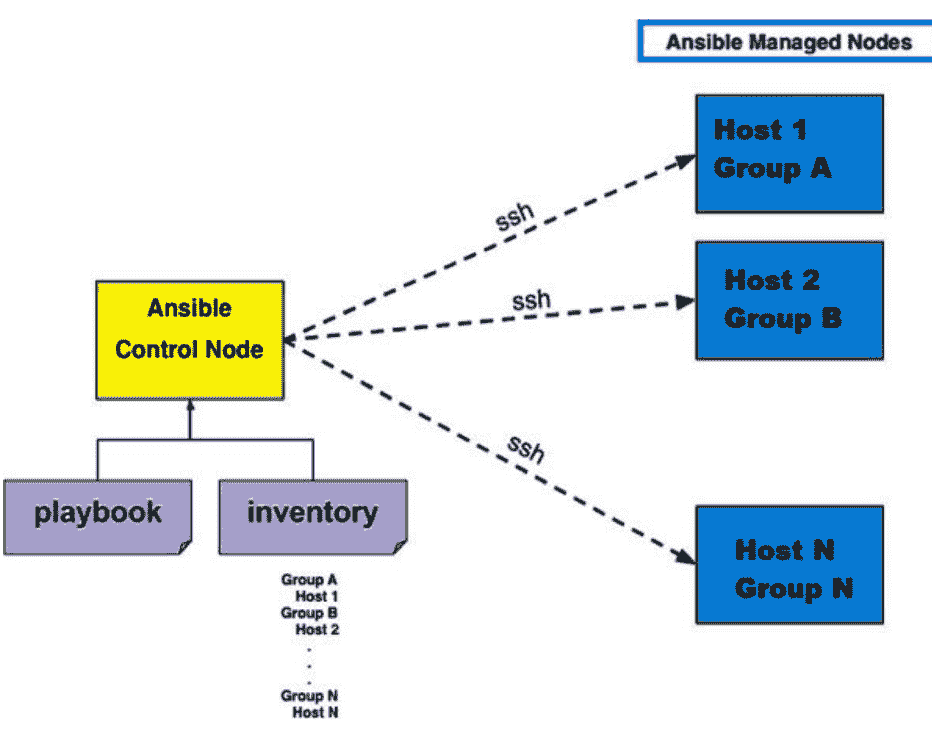 Ansible Managed Nodes
Host 1
Group A
ssh
Host 2
Group B
ssh
Ansible
Control Node
ssh
playbook
inventory
Host N
Group N
Group A
Host 1
Group B
Host 2
.
.
.
Group N
Host N